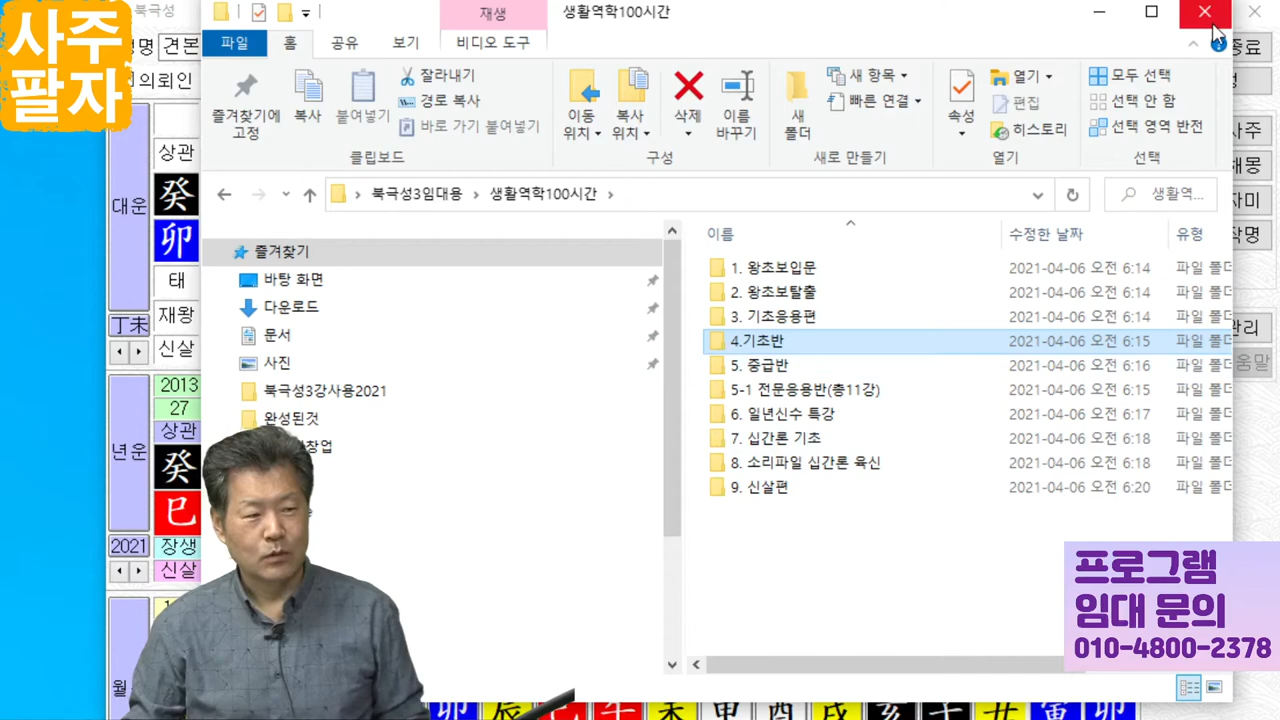 사주
팔자
북극성
재생
생활역학100시간
명 견본
파일
홈
공유
보기
비디오 도구
종료
의뢰인
즐겨찾기에
고정
복사
붙여넣기
잘라내기
경로 복사
바로 가기 붙여넣기
클립보드
이동
위치
복사
위치
삭제
이름
바꾸기
구성
새
폴더
새 항목
빠른 연결
새로 만들기
속성
열기
편집
히스토리
열기
모두 선택
선택 안 함
선택 영역 반전
선택
사주
해몽
자미
작명
관리
북극성3임대용 > 생활역학100시간 >
생활역...
상관
癸
대운
卯
태
丁未
재왕
신살
즐겨찾기
바탕 화면
다운로드
문서
사진
북극성3강사용2021
완성된것
창업
이름
수정한 날짜
유형
1. 왕초보입문 2021-04-06 오전 6:14 파일 폴더
2. 왕초보탈출 2021-04-06 오전 6:14 파일 폴더
3. 기초응용편 2021-04-06 오전 6:14 파일 폴더
4.기초반 2021-04-06 오전 6:15 파일 폴더
5. 중급반 2021-04-06 오전 6:16 파일 폴더
5-1 전문응용반(총11강) 2021-04-06 오전 6:15 파일 폴더
6. 일년신수 특강 2021-04-06 오전 6:17 파일 폴더
7. 십간론 기초 2021-04-06 오전 6:18 파일 폴더
8. 소리파일 십간론 육신 2021-04-06 오전 6:18 파일 폴더
9. 신살편 2021-04-06 오전 6:20 파일 폴더
2013
27
상관
년운
癸
巳
2021
장생
신살
월
프로그램
임대 문의
010-4800-2378
卯 辰 巳 午 未 申 酉 戌 亥 子 丑 寅 卯